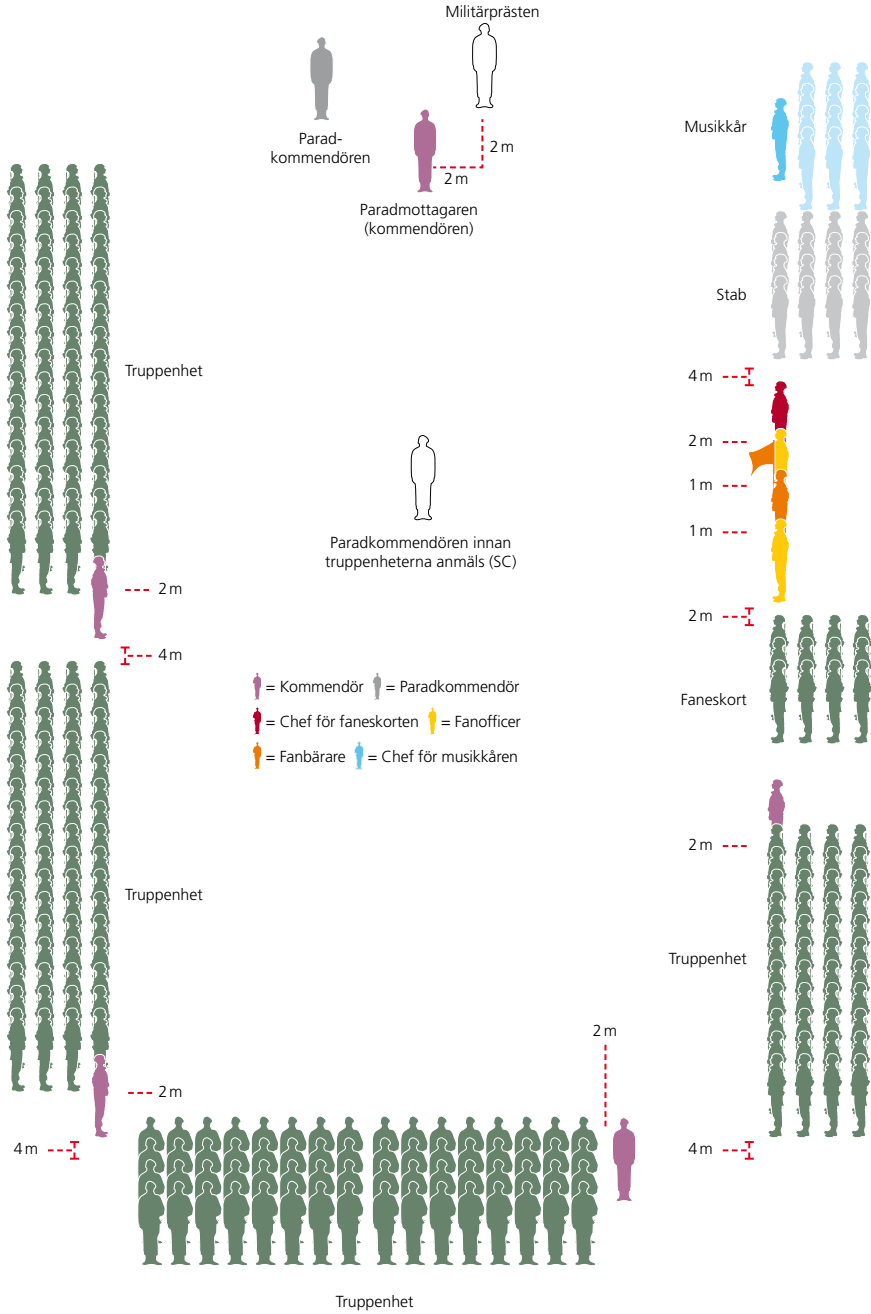 Militärprästen
Musikkår
Parad-
kommendören
2 m
2 m
Paradmottagaren
(kommendören)
Stab
Truppenhet
4 m
2 m
1 m
1 m
Paradkommendören innan
truppenheterna anmäls (SC)
2 m
2 m
4 m
= Kommendör = Paradkommendör
= Chef för faneskorten = Fanofficer
= Fanbärare = Chef för musikkåren
Faneskort
2 m
Truppenhet
Truppenhet
2 m
2 m
4 m
4 m
Truppenhet